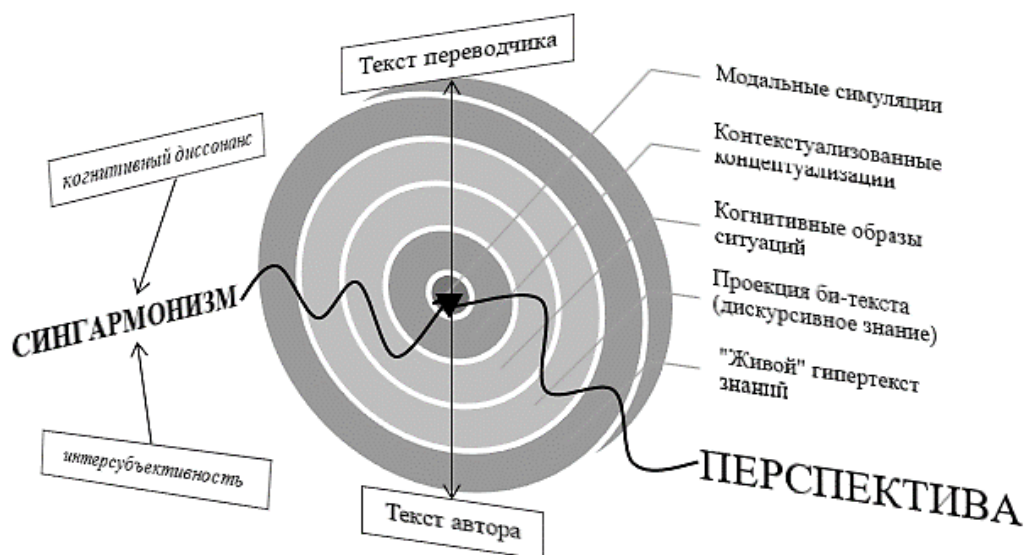 Текст переводчика
Модальные симуляции
когнитивный диссонанс
Контекстуализованные
концептуализации
Когнитивные образы
ситуаций
СИНГАРМОНИЗМ
Проекция би-текста
(дискурсивное знание)
"Живой" гипертекст
знаний
интерсубъективность
ПЕРСПЕКТИВА
Текст автора